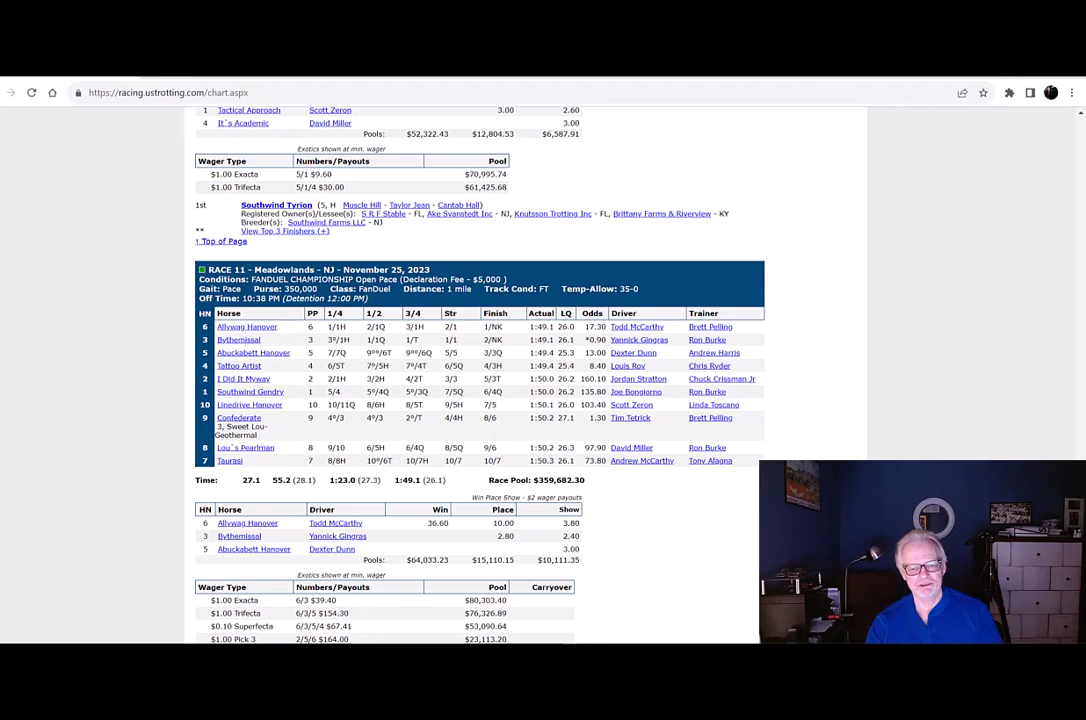 https://racing.ustrotting.com/chart.aspx
1 Tactical Approach Scott Zeron 3.00 2.60
4 It`s Academic David Miller 3.00
Pools: $52,322.43 $12,804.53 $6,587.91
Exotics shown at min. wager
Wager Type Numbers/Payouts Pool
$1.00 Exacta 5/1 $9.60 $70,995.74
$1.00 Trifecta 5/1/4 $30.00 $61,425.68
1st Southwind Tyrion (5, H Muscle Hill - Taylor Jean - Cantab Hall)
Registered Owner(s)/Lessee(s): S R F Stable - FL, Ake Svanstedt Inc - NJ, Knutsson Trotting Inc - FL, Brittany Farms & Riverview - KY
Breeder(s): Southwind Farms LLC - NJ)
** View Top 3 Finishers (+)
↑ Top of Page
RACE 11 - Meadowlands - NJ - November 25, 2023
Conditions: FANDUEL CHAMPIONSHIP Open Pace (Declaration Fee - $5,000 )
Gait: Pace Purse: 350,000 Class: FanDuel Distance: 1 mile Track Cond: FT Temp-Allow: 35-0
Off Time: 10:38 PM (Detention 12:00 PM)
HN Horse PP 1/4 1/2 3/4 Str Finish Actual LQ Odds Driver Trainer
6 Allywag Hanover 6 1/1H 2/1Q 3/1H 2/1 1/NK 1:49.1 26.0 17.30 Todd McCarthy Brett Pelling
3 Bythemissal 3 3º/1H 1/1Q 1/T 1/1 2/NK 1:49.1 26.1 *0.90 Yannick Gingras Ron Burke
5 Abuckabett Hanover 5 7/7Q 9ºº/6T 9ºº/6Q 5/5 3/3Q 1:49.4 25.3 13.00 Dexter Dunn Andrew Harris
4 Tattoo Artist 4 6/5T 7º/5H 7º/4T 6/5Q 4/3H 1:49.4 25.4 8.40 Louis Roy Chris Ryder
2 I Did It Myway 2 2/1H 3/2H 4/2T 3/3 5/3T 1:50.0 26.2 160.10 Jordan Stratton Chuck Crissman Jr
1 Southwind Gendry 1 5/4 5º/4Q 5º/3Q 7/5Q 6/4Q 1:50.0 26.2 135.80 Joe Bongiorno Ron Burke
10 Linedrive Hanover 10 10/11Q 8/6H 8/5T 9/5H 7/5 1:50.1 26.0 103.40 Scott Zeron Linda Toscano
9 Confederate 9 4º/3 4º/3 2º/T 4/4H 8/6 1:50.2 27.1 1.30 Tim Tetrick Brett Pelling
3, Sweet Lou-
Geothermal
8 Lou`s Pearlman 8 9/10 6/5H 6/4Q 8/5Q 9/6 1:50.2 26.3 97.90 David Miller Ron Burke
7 Taurasi 7 8/8H 10º/6T 10/7H 10/7 10/7 1:50.3 26.1 73.80 Andrew McCarthy Tony Alagna
Time: 27.1 55.2 (28.1) 1:23.0 (27.3) 1:49.1 (26.1) Race Pool: $359,682.30
Win Place Show - $2 wager payouts
HN Horse Driver Win Place Show
6 Allywag Hanover Todd McCarthy 36.60 10.00 3.80
3 Bythemissal Yannick Gingras 2.80 2.40
5 Abuckabett Hanover Dexter Dunn 3.00
Pools: $64,033.23 $15,110.15 $10,111.35
Exotics shown at min. wager
Wager Type Numbers/Payouts Pool Carryover
$1.00 Exacta 6/3 $39.40 $80,303.40
$1.00 Trifecta 6/3/5 $154.30 $76,326.89
$0.10 Superfecta 6/3/5/4 $67.41 $53,090.64
$1.00 Pick 3 2/5/6 $164.00 $23,113.20